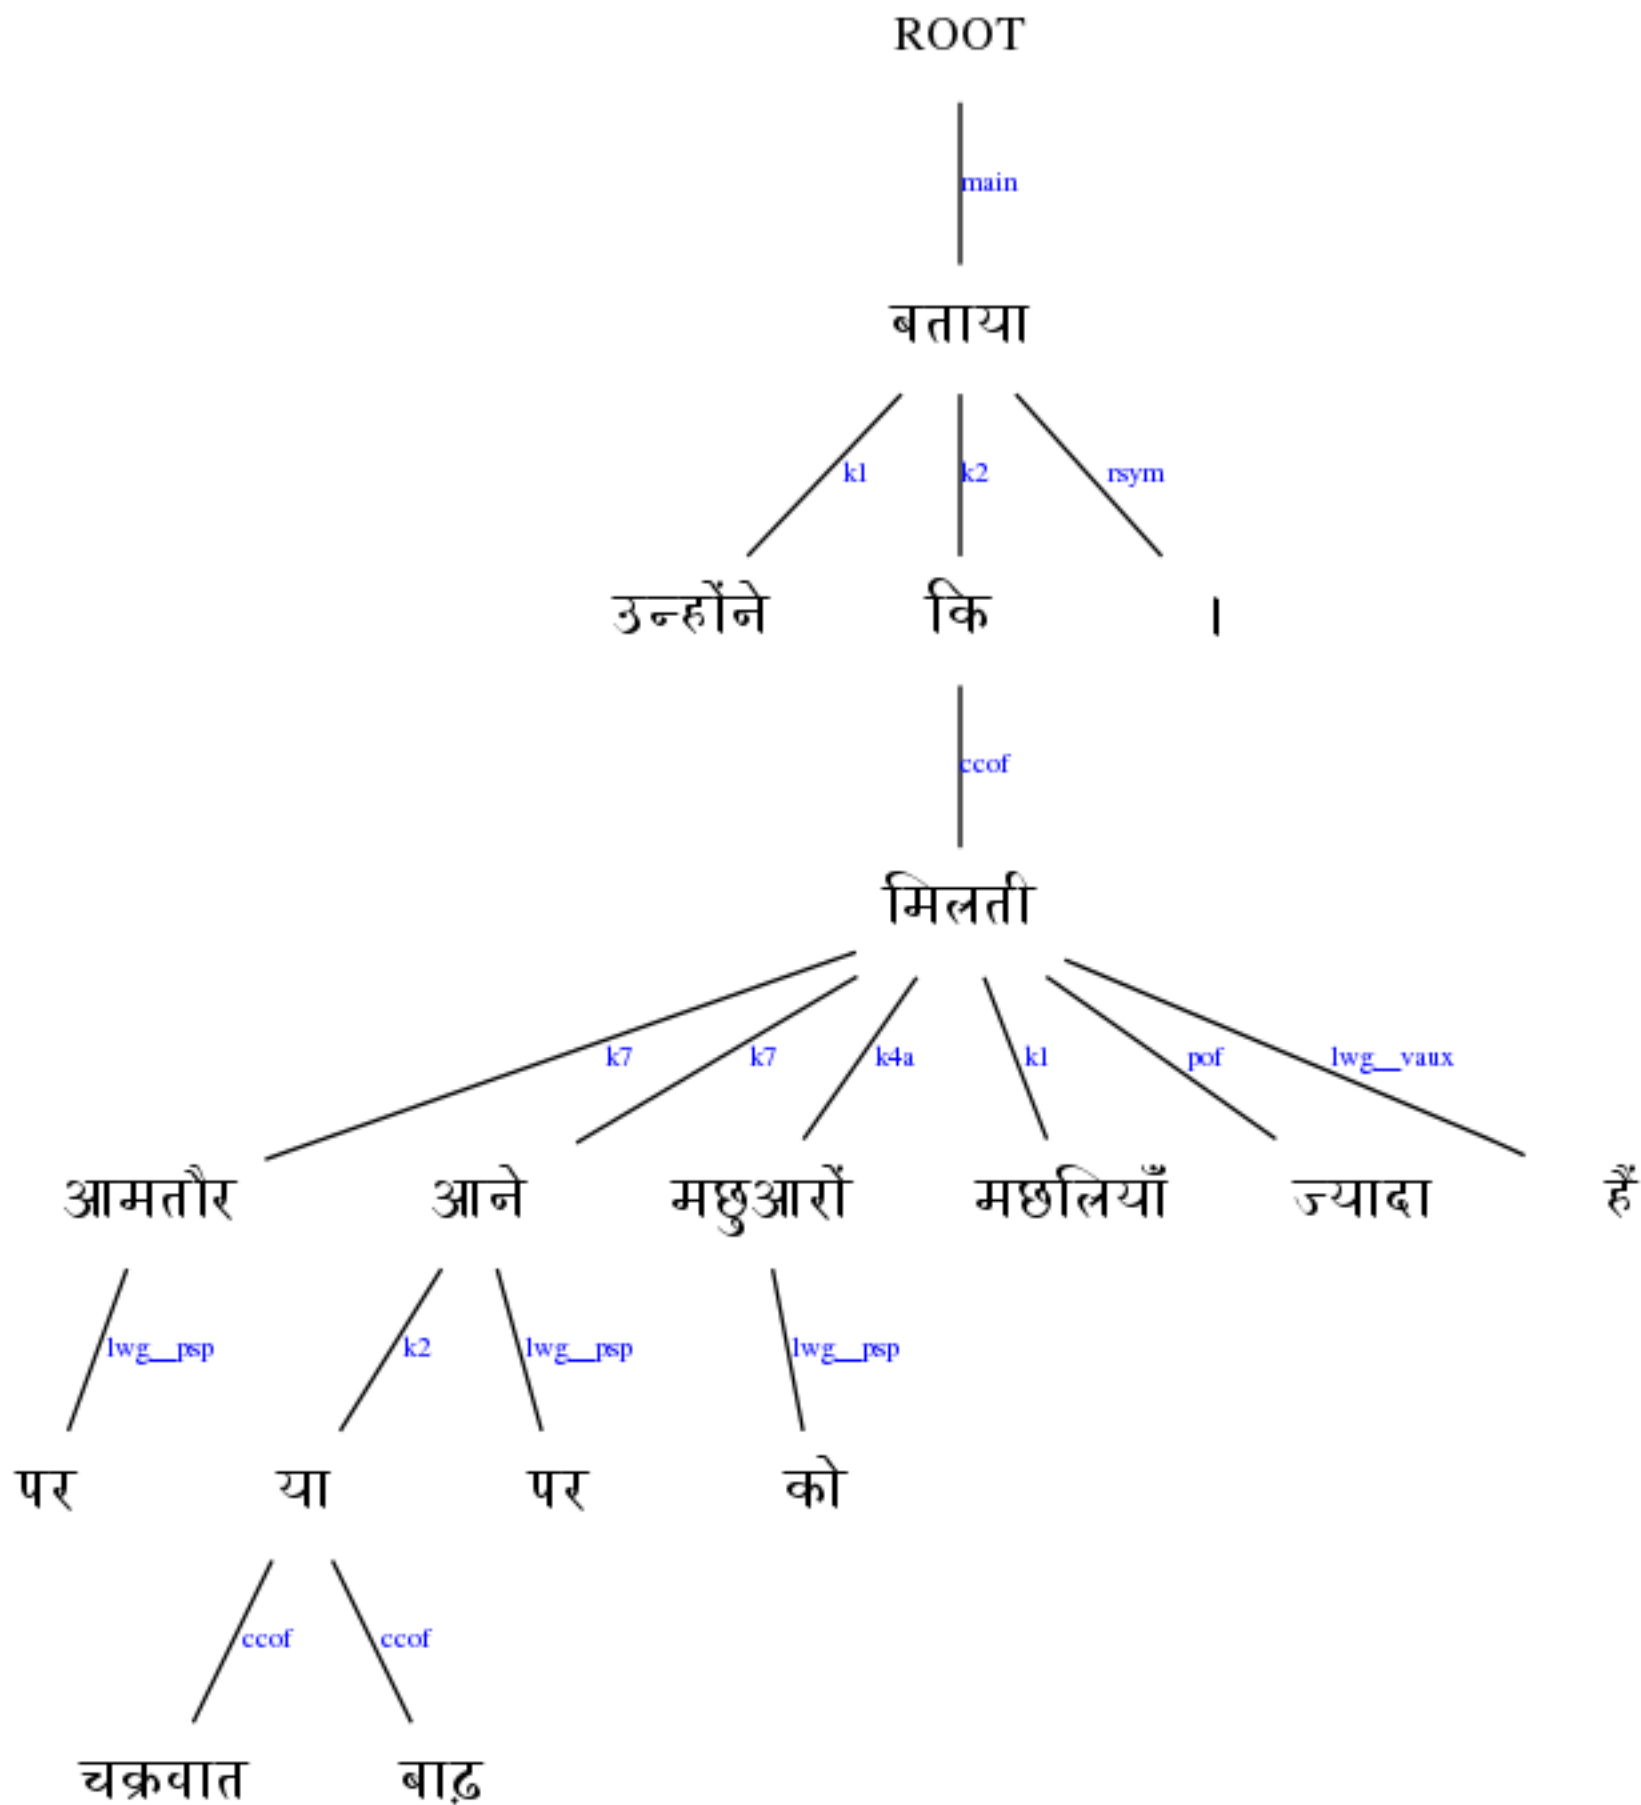 ROOT
main
बताया
k1 k2 rsym
उन्होंने कि ।
ccof
मिलती
k7 k7 k4a k1 pof lwg__vaux
आमतौर आने मछुआरों मछलियाँ ज्यादा हैं
lwg__psp k2 lwg__psp lwg__psp
पर या पर को
ccof ccof
चक्रवात बाढ़